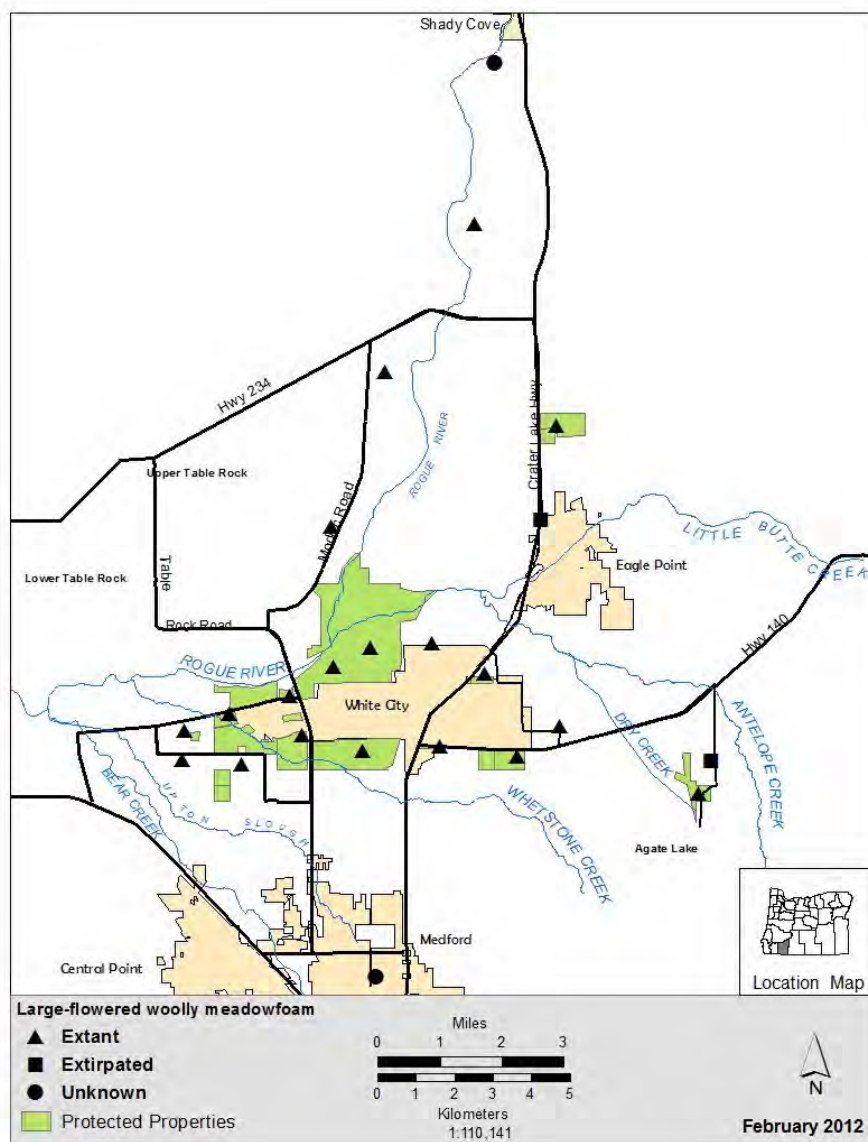 Shady Cove
Hwy 234
ROGUE RIVER
Crater Lake Hwy
Upper Table Rock
Modoc Road
LITTLE BUTTE CREEK
Eagle Point
Lower Table Rock
Table
Rock Road
Hwy 140
ROGUE RIVER
White City
DRY CREEK
ANTELOPE CREEK
BEAR CREEK
UPTON SLOUGH
WHETSTONE CREEK
Agate Lake
Medford
Central Point
Location Map
Large-flowered woolly meadowfoam
Extant
Extirpated
Unknown
Protected Properties
Miles
0 1 2 3
0 1 2 3 4 5
Kilometers
1:110,141
N
February 2012